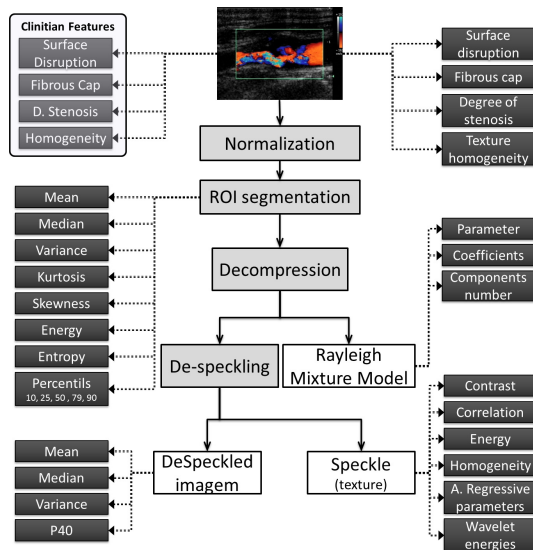 Clinitian Features
Surface
Disruption
Fibrous Cap
D. Stenosis
Homogeneity
Surface
disruption
Fibrous cap
Degree of
stenosis
Texture
homogeneity
Normalization
ROI segmentation
Decompression
Mean
Median
Variance
Kurtosis
Skewness
Energy
Entropy
Percentils
10, 25, 50 , 79, 90
Parameter
Coefficients
Components
number
De-speckling
Rayleigh
Mixture Model
DeSpeckled
imagem
Speckle
(texture)
Mean
Median
Variance
P40
Contrast
Correlation
Energy
Homogeneity
A. Regressive
parameters
Wavelet
energies